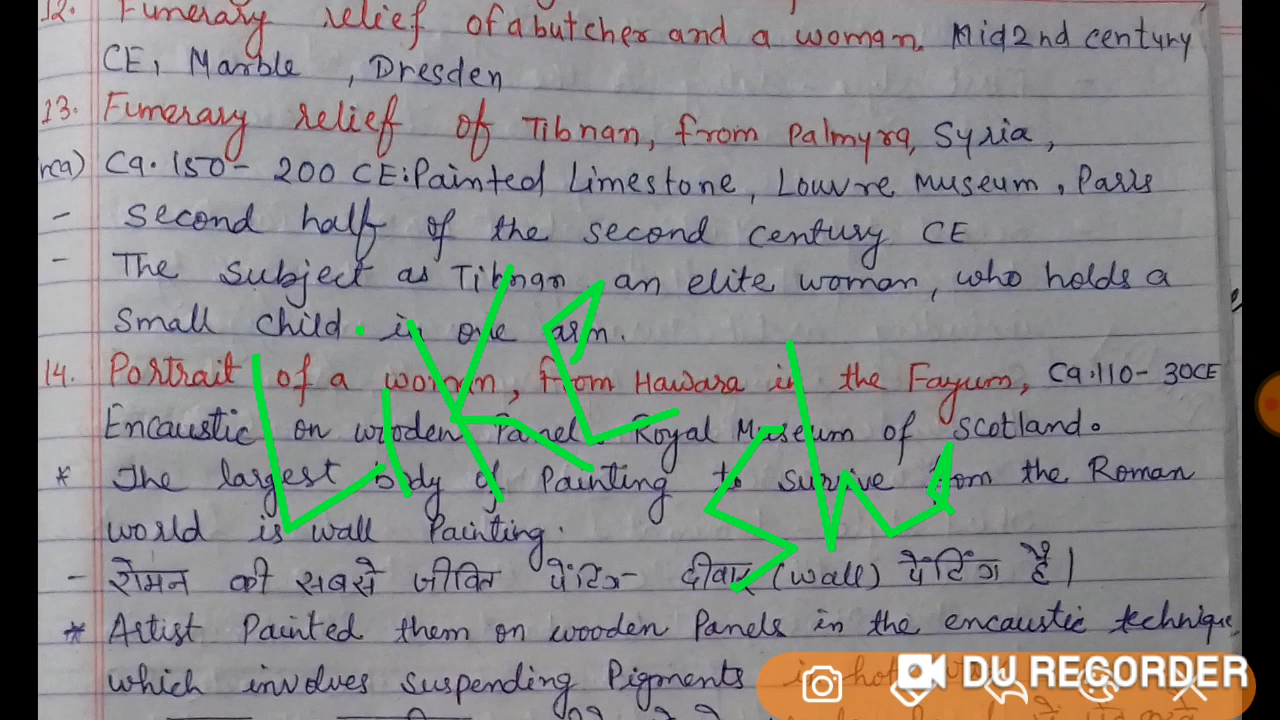 12. Funerary relief of a butcher and a woman. Mid 2nd century
CE, Marble, Dresden
13. Funerary relief of Tibnan, from Palmyra, Syria,
Ca. 150- 200 CE: Painted Limestone, Louvre Museum, Paris
- Second half of the second century CE
- The subject as Tibnan, an elite woman, who holds a
small child. in one arm.
14. Portrait of a woman, from Hawara in the Fayum, Ca. 110- 30CE
Encaustic on wooden Panel. Royal Museum of Scotland.
* The largest body of Painting to survive from the Roman
world is wall Painting.
- रोमन की सबसे जीवित पेंटिंग दीवार (wall) पेंटिंग है।
* Artist Painted them on wooden Panels in the encaustic technique
which involves suspending Pigments in hot
LIKE Sh
DU RECORDER